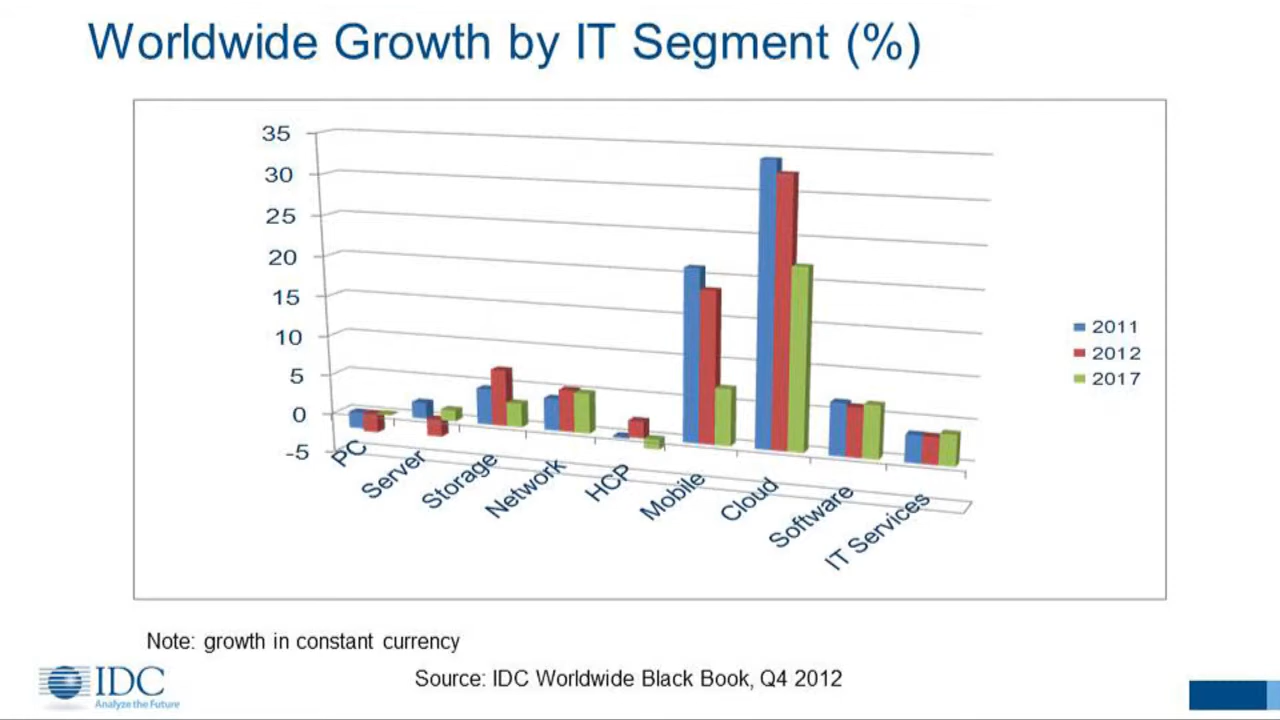 Worldwide Growth by IT Segment (%)
35
30
25
20
15
10
5
0
-5
PC
Server
Storage
Network
HCP
Mobile
Cloud
Software
IT Services
2011
2012
2017
Note: growth in constant currency
Source: IDC Worldwide Black Book, Q4 2012
IDC
Analyze the Future